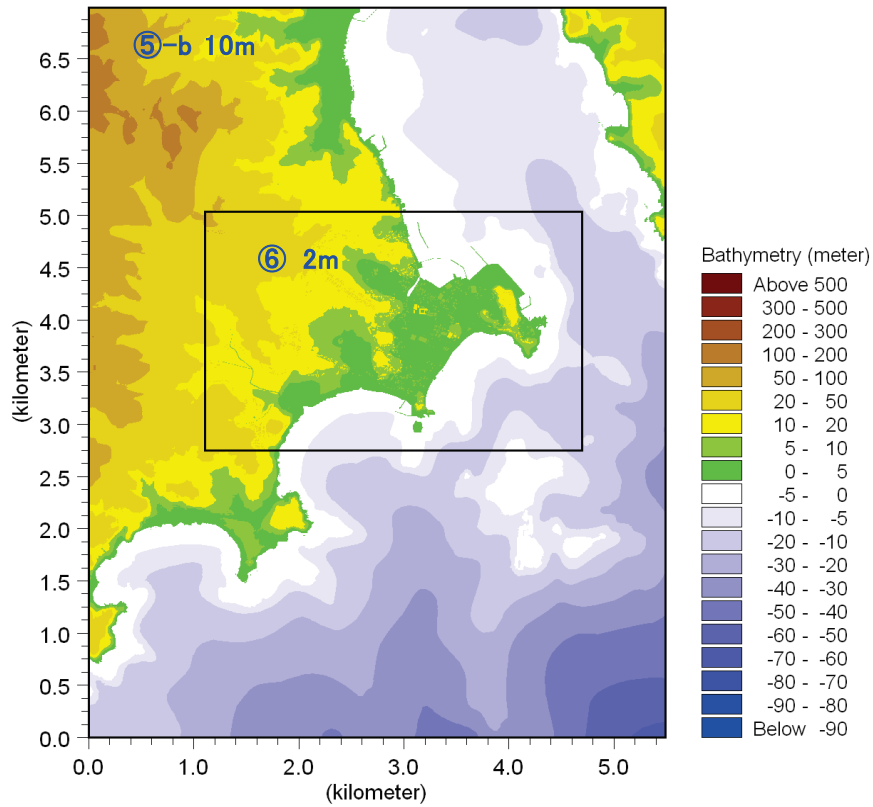 ⑤-b 10m
⑥ 2m
6.5
6.0
5.5
5.0
4.5
4.0
3.5
3.0
2.5
2.0
1.5
1.0
0.5
0.0
(kilometer)
0.0 1.0 2.0 3.0 4.0 5.0
(kilometer)
Bathymetry (meter)
Above 500
300 - 500
200 - 300
100 - 200
50 - 100
20 - 50
10 - 20
5 - 10
0 - 5
-5 - 0
-10 - -5
-20 - -10
-30 - -20
-40 - -30
-50 - -40
-60 - -50
-70 - -60
-80 - -70
-90 - -80
Below -90